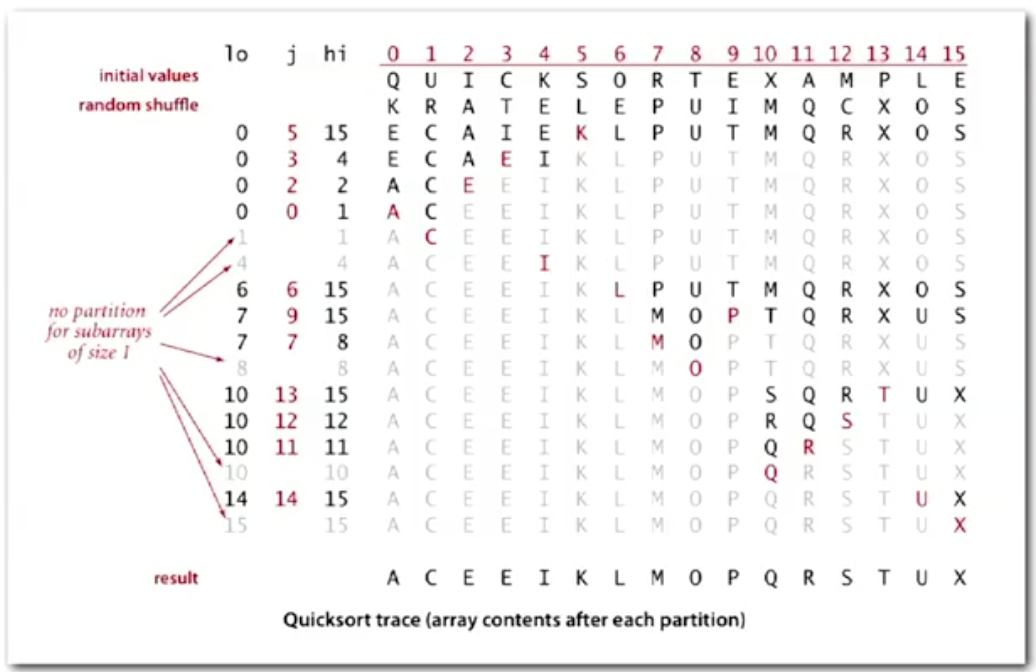 lo j hi 0 1 2 3 4 5 6 7 8 9 10 11 12 13 14 15
initial values Q U I C K S O R T E X A M P L E
random shuffle K R A T E L E P U I M Q C X O S
0 5 15 E C A I E K L P U T M Q R X O S
0 3 4 E C A E I K L P U T M Q R X O S
0 2 2 A C E E I K L P U T M Q R X O S
0 0 1 A C E E I K L P U T M Q R X O S
1 1 A C E E I K L P U T M Q R X O S
4 4 A C E E I K L P U T M Q R X O S
6 6 15 A C E E I K L P U T M Q R X O S
7 9 15 A C E E I K L M O P T Q R X U S
7 7 8 A C E E I K L M O P T Q R X U S
8 8 A C E E I K L M O P T Q R X U S
10 13 15 A C E E I K L M O P S Q R T U X
10 12 12 A C E E I K L M O P R Q S T U X
10 11 11 A C E E I K L M O P Q R S T U X
10 10 A C E E I K L M O P Q R S T U X
14 14 15 A C E E I K L M O P Q R S T U X
15 15 A C E E I K L M O P Q R S T U X
no partition
for subarrays
of size 1
result A C E E I K L M O P Q R S T U X
Quicksort trace (array contents after each partition)